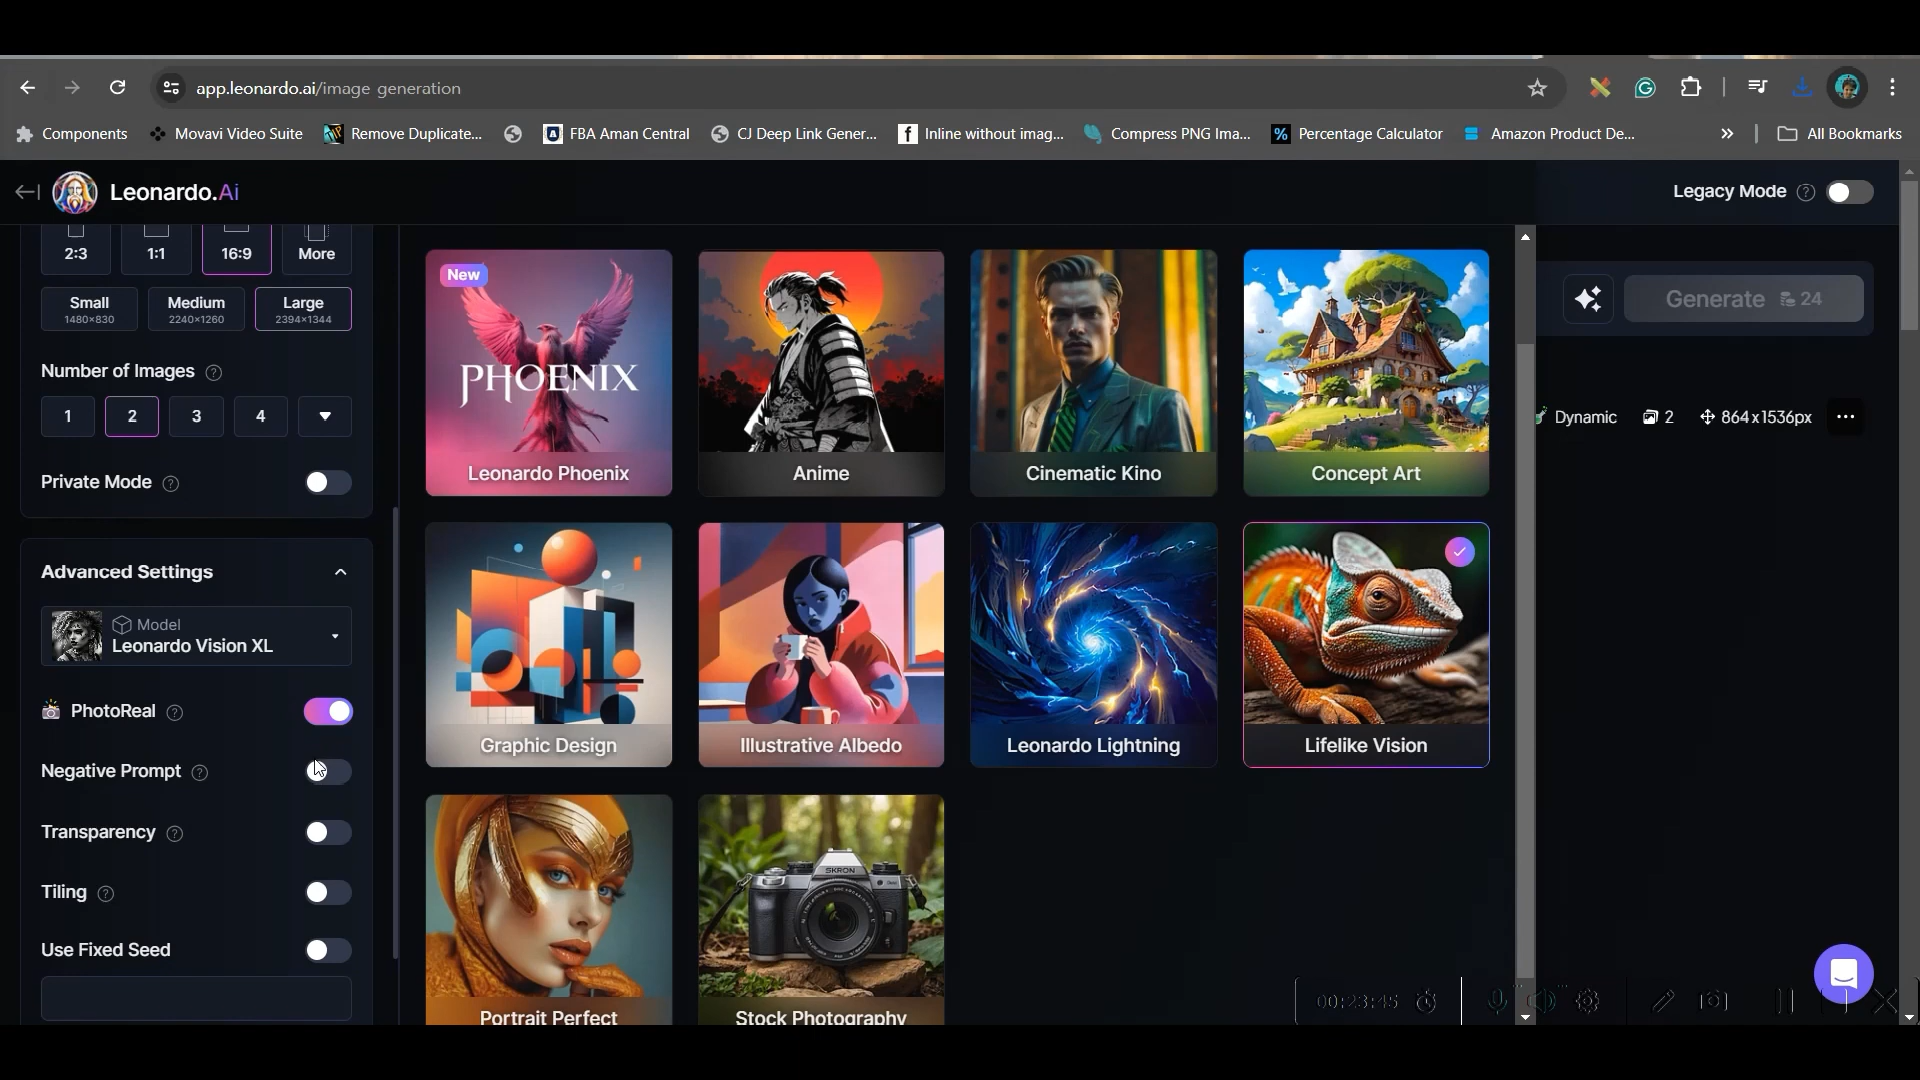 app.leonardo.ai/image generation
Components
Movavi Video Suite
Remove Duplicate...
FBA Aman Central
CJ Deep Link Gener...
Inline without imag...
Compress PNG Ima...
Percentage Calculator
Amazon Product De...
All Bookmarks
Leonardo.Ai
Legacy Mode
2:3
1:1
16:9
More
Small
1480×830
Medium
2240×1260
Large
2394×1344
Number of Images
1
2
3
4
Private Mode
Advanced Settings
Model
Leonardo Vision XL
PhotoReal
Negative Prompt
Transparency
Tiling
Use Fixed Seed
New
PHOENIX
Leonardo Phoenix
Anime
Cinematic Kino
Concept Art
Graphic Design
Illustrative Albedo
Leonardo Lightning
Lifelike Vision
Portrait Perfect
SKRON
Stock Photography
Generate 24
Dynamic
2
864x1536px
00:23:45